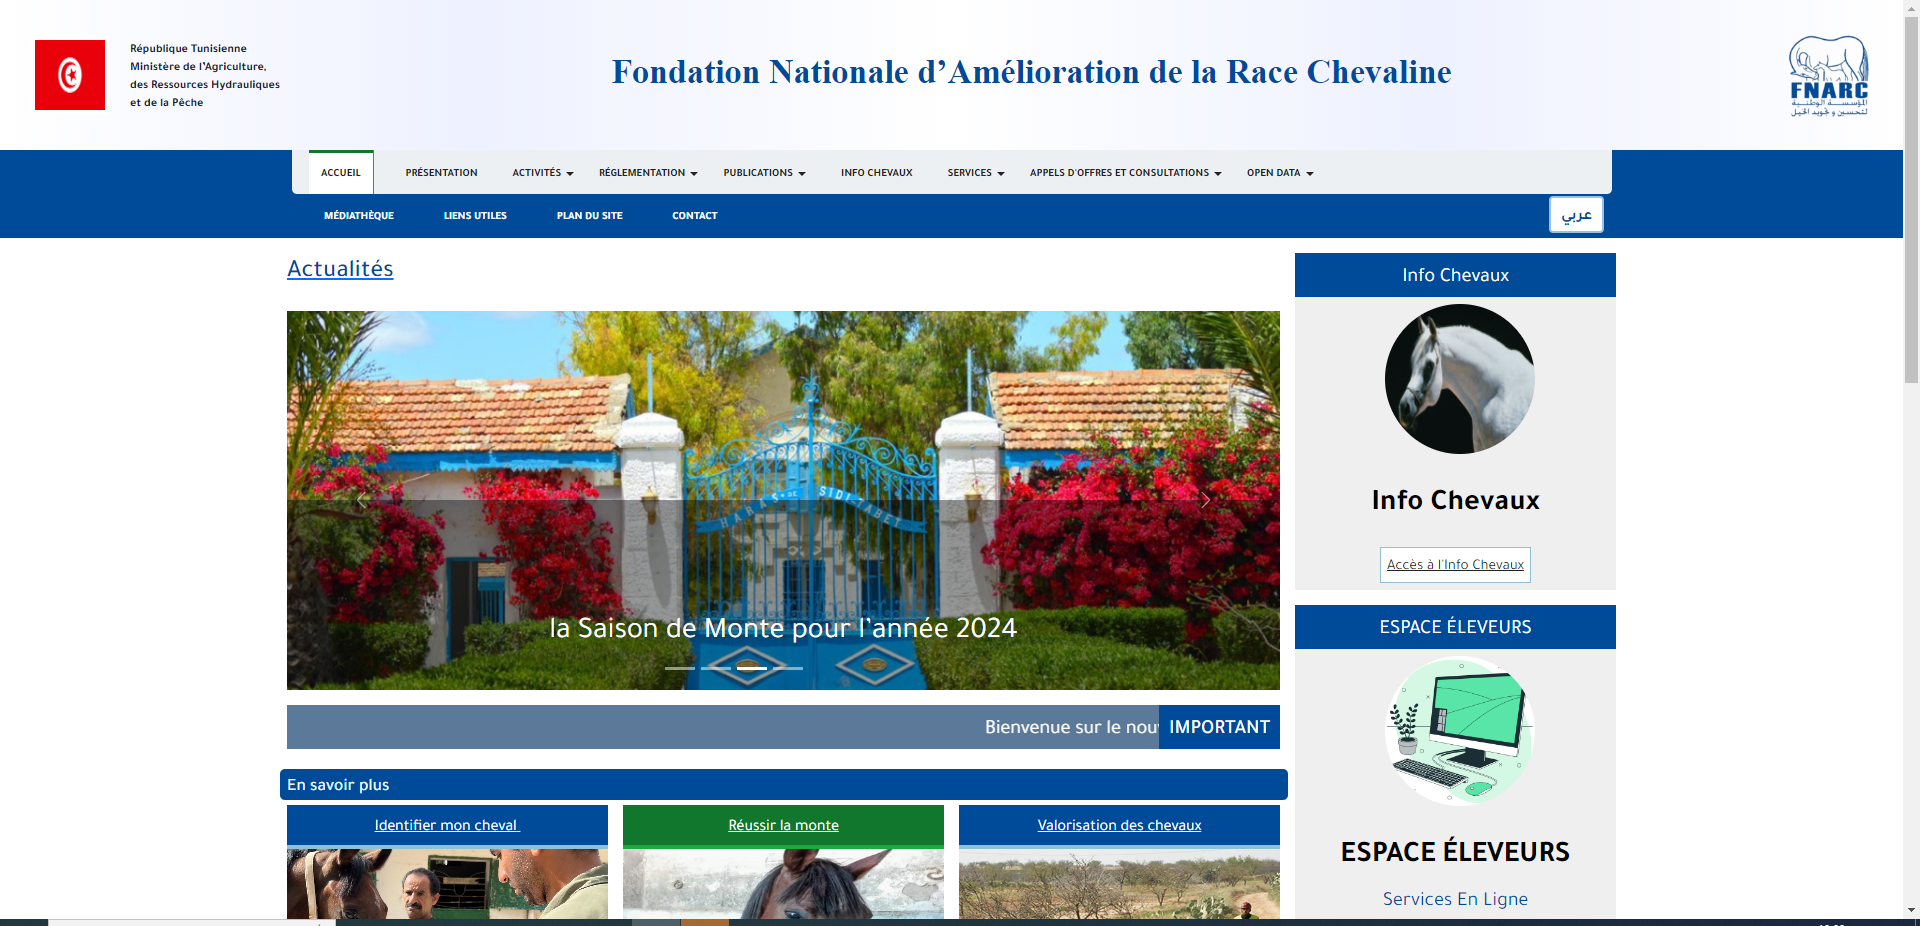 République Tunisienne
Ministère de l'Agriculture,
des Ressources Hydrauliques
et de la Pêche
Fondation Nationale d’Amélioration de la Race Chevaline
FNARC
المؤسسة الوطنية
لتحسين و تجويد الخيل
ACCUEIL
PRÉSENTATION
ACTIVITÉS
RÉGLEMENTATION
PUBLICATIONS
INFO CHEVAUX
SERVICES
APPELS D'OFFRES ET CONSULTATIONS
OPEN DATA
MÉDIATHÈQUE
LIENS UTILES
PLAN DU SITE
CONTACT
عربي
Actualités
HABAS DE SIDI TABET
la Saison de Monte pour l'année 2024
Bienvenue sur le nou
IMPORTANT
En savoir plus
Identifier mon cheval
Réussir la monte
Valorisation des chevaux
Info Chevaux
Info Chevaux
Accès à l'Info Chevaux
ESPACE ÉLEVEURS
ESPACE ÉLEVEURS
Services En Ligne